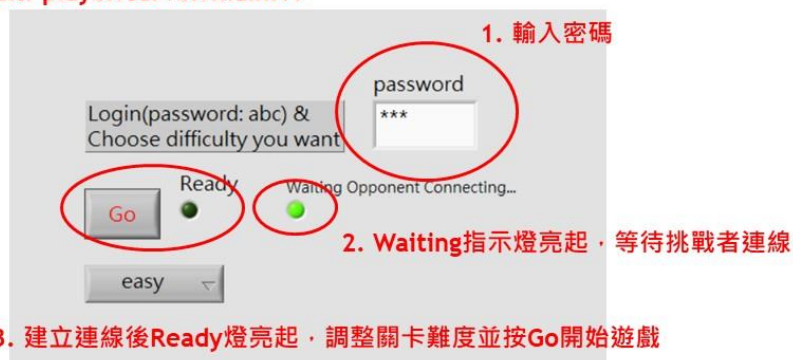 1. 輸入密碼
password
Login(password: abc) &
Choose difficulty you want
***
Ready
Waiting Opponent Connecting...
Go
2. Waiting指示燈亮起，等待挑戰者連線
easy
3. 建立連線後Ready燈亮起，調整關卡難度並按Go開始遊戲